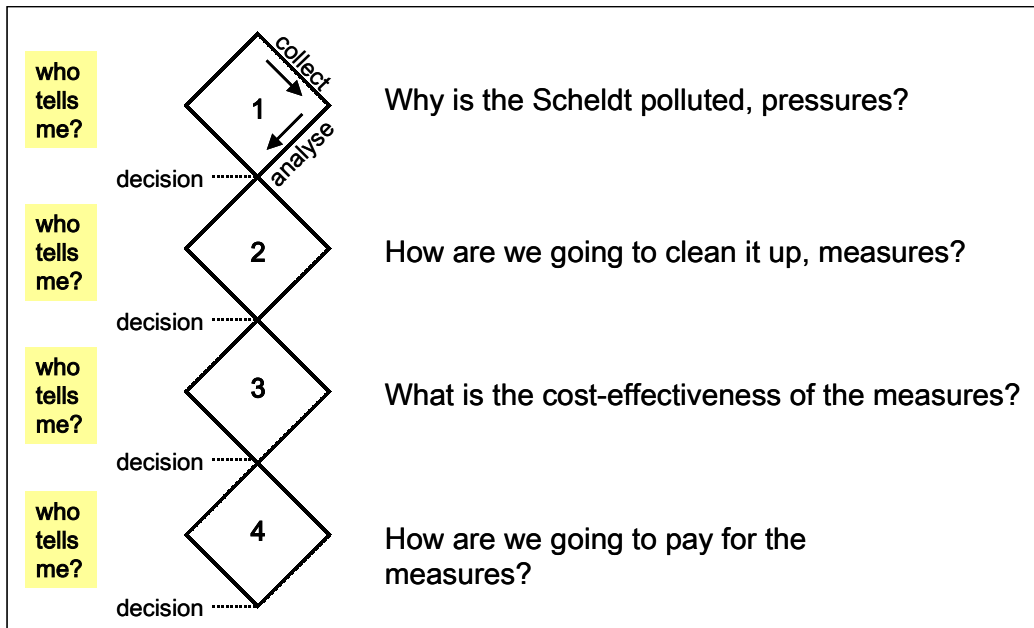 who
tells
me?
collect
1
analyse
Why is the Scheldt polluted, pressures?
decision
who
tells
me?
2
How are we going to clean it up, measures?
decision
who
tells
me?
3
What is the cost-effectiveness of the measures?
decision
who
tells
me?
4
How are we going to pay for the
measures?
decision